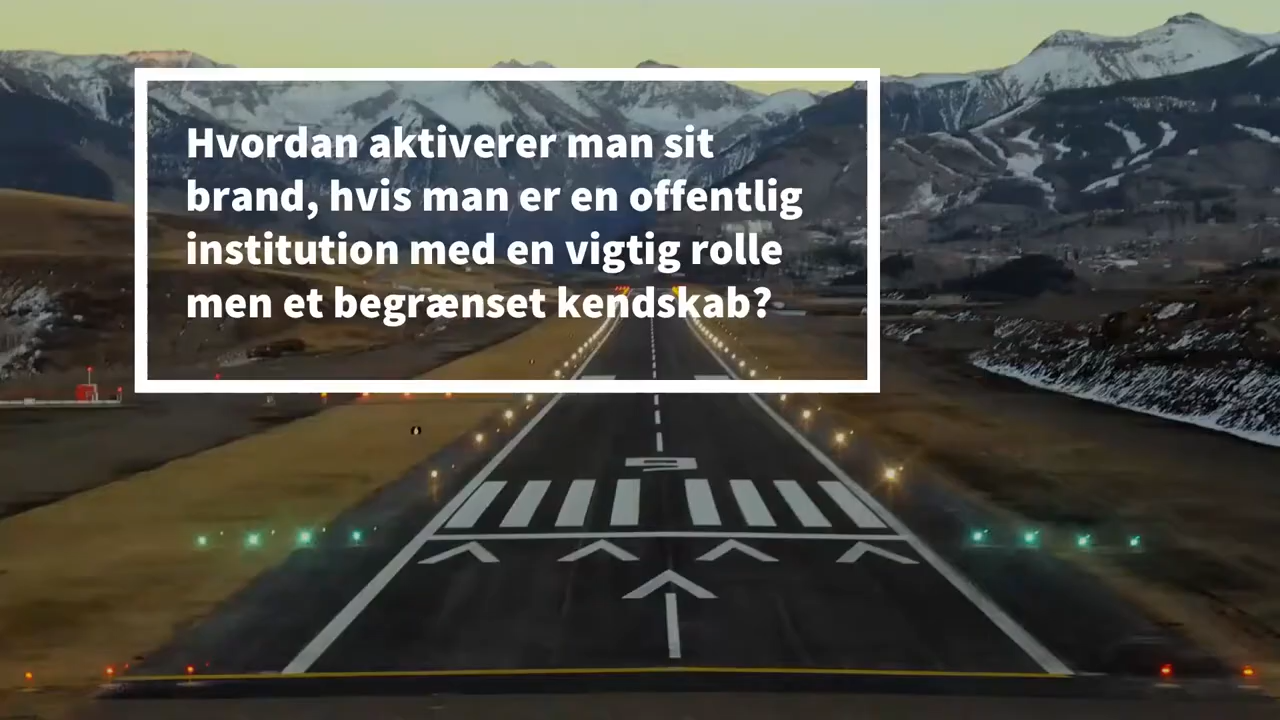 Hvordan aktiverer man sit
brand, hvis man er en offentlig
institution med en vigtig rolle
men et begrænset kendskab?
9